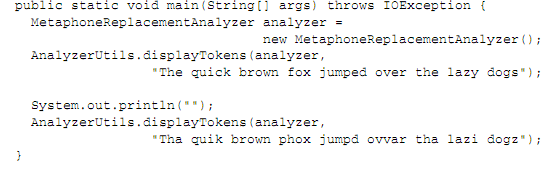 public static void main(String[] args) throws IOException {
MetaphoneReplacementAnalyzer analyzer =
new MetaphoneReplacementAnalyzer();
AnalyzerUtils.displayTokens(analyzer,
"The quick brown fox jumped over the lazy dogs");
System.out.println("");
AnalyzerUtils.displayTokens(analyzer,
"Tha quik brown phox jumpd ovvar tha lazi dogz");
}